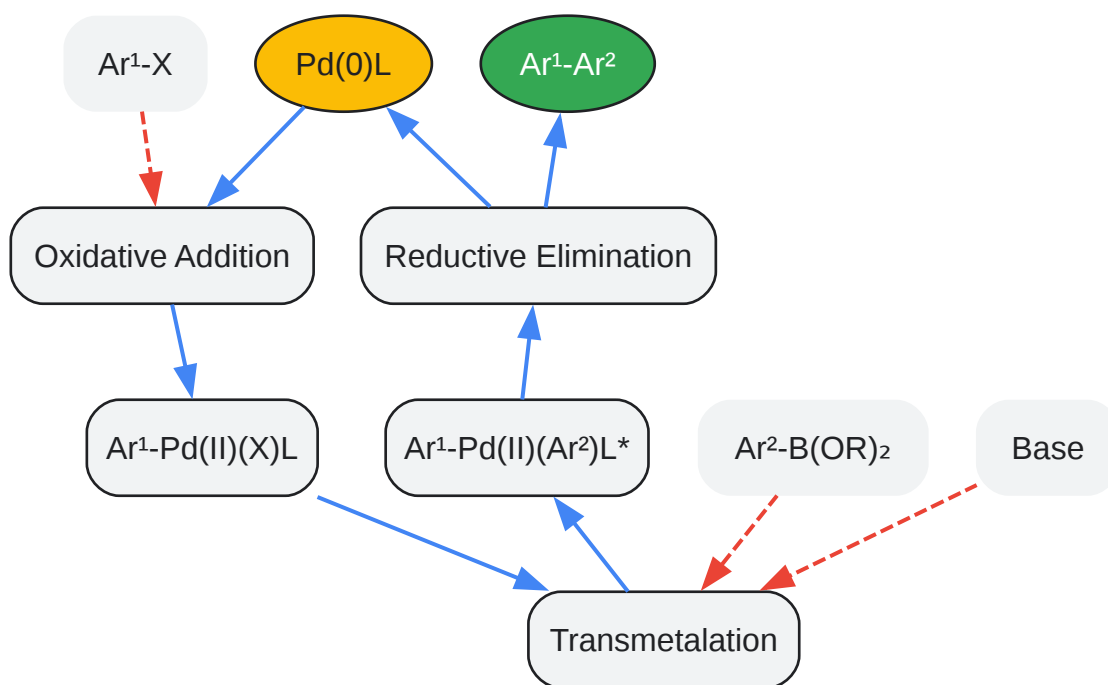 Ar¹-X
Pd(0)L
Ar¹-Ar²
Oxidative Addition
Reductive Elimination
Ar¹-Pd(II)(X)L
Ar¹-Pd(II)(Ar²)L*
Ar²-B(OR)₂
Base
Transmetalation